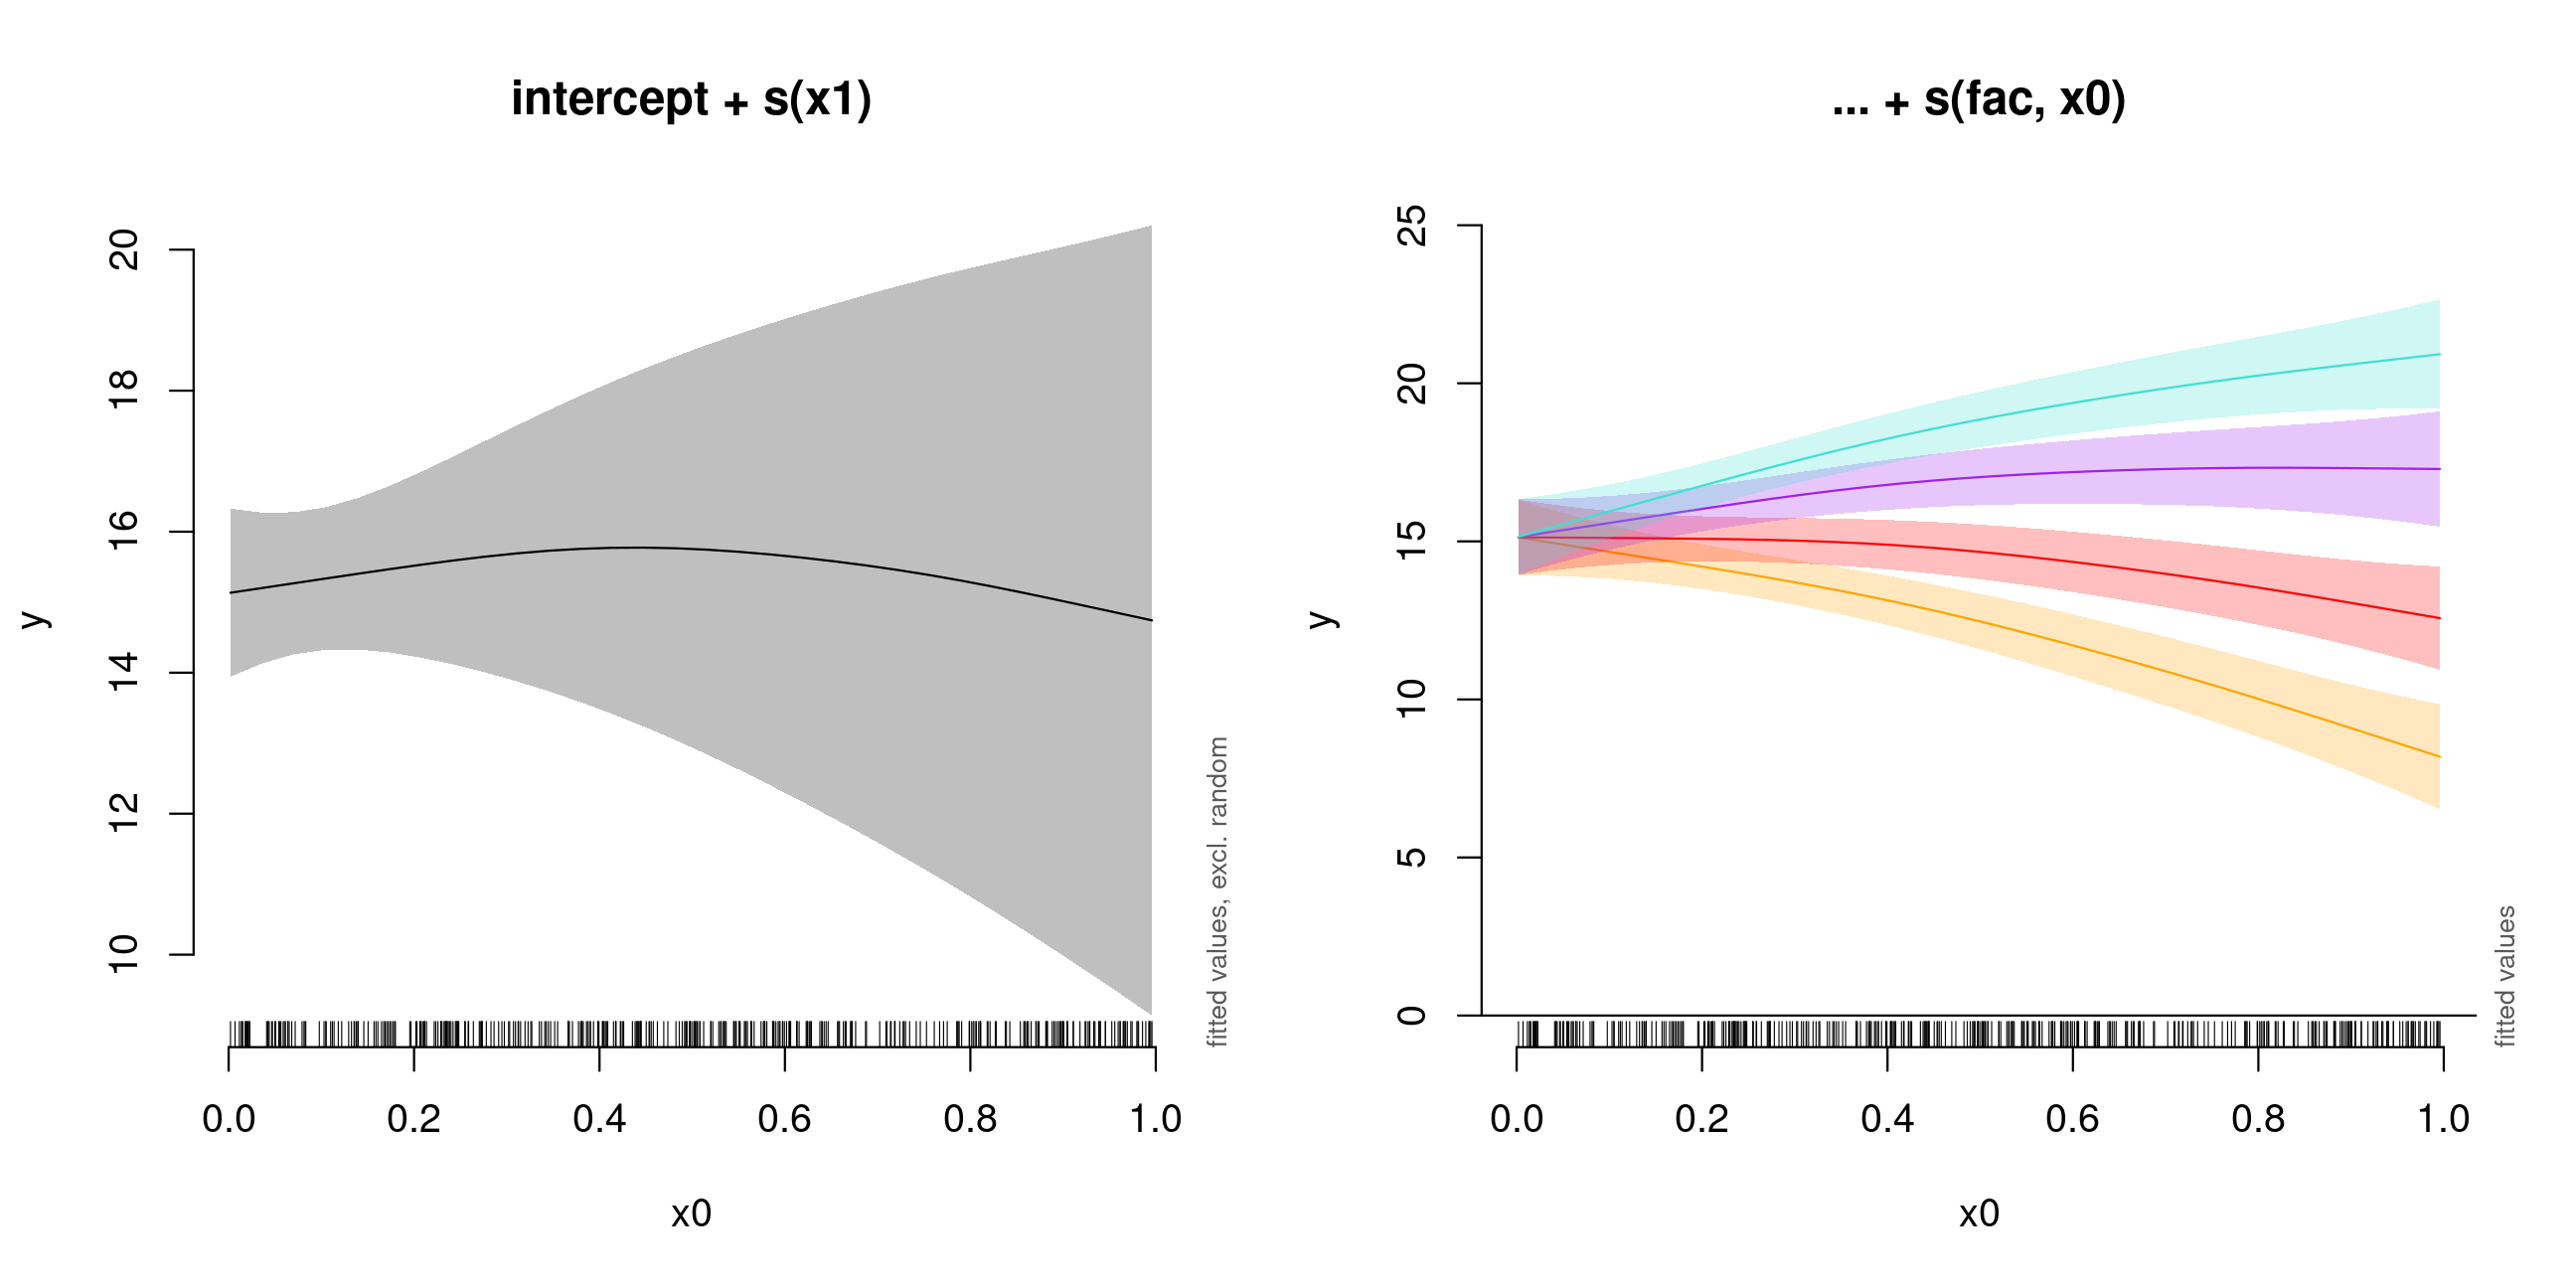 intercept + s(x1)
y
20
18
16
14
12
10
0.0 0.2 0.4 0.6 0.8 1.0
x0
fitted values, excl. random
... + s(fac, x0)
y
25
20
15
10
5
0
0.0 0.2 0.4 0.6 0.8 1.0
x0
fitted values